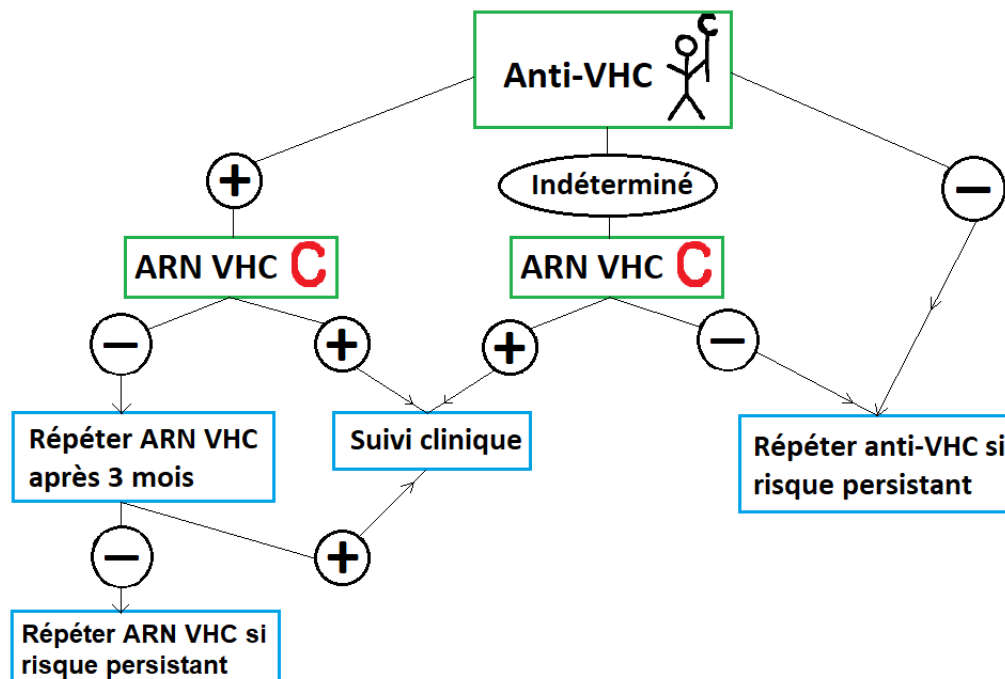 C
Anti-VHC
+
Indéterminé
−
ARN VHC C
ARN VHC C
−
+
+
−
Répéter ARN VHC
après 3 mois
Suivi clinique
Répéter anti-VHC si
risque persistant
−
+
Répéter ARN VHC si
risque persistant